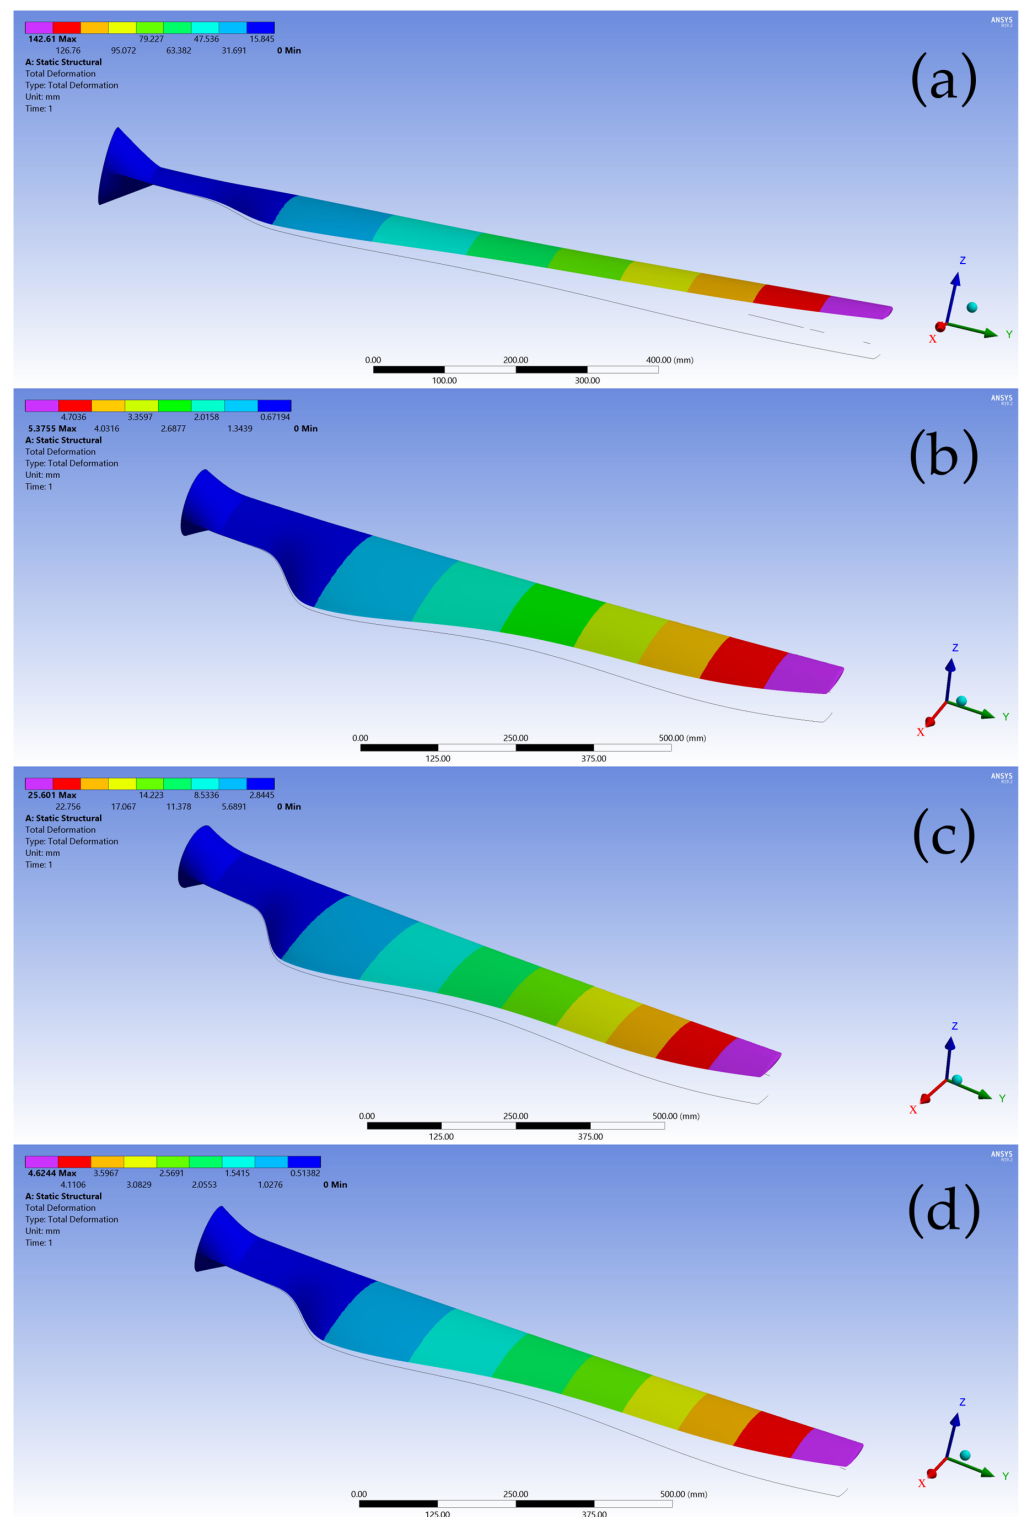 ANSYS
R19.2
79.227 47.536 15.845
142.61 Max
126.76 95.072 63.382 31.691 0 Min
A: Static Structural
Total Deformation
Type: Total Deformation
Unit: mm
Time: 1
(a)
Z
Y
X
0.00 200.00 400.00 (mm)
100.00 300.00
ANSYS
R19.2
4.7036 3.3597 2.0158 0.67194
5.3755 Max 4.0316 2.6877 1.3439 0 Min
A: Static Structural
Total Deformation
Type: Total Deformation
Unit: mm
Time: 1
(b)
Z
Y
X
0.00 250.00 500.00 (mm)
125.00 375.00
ANSYS
R19.2
25.601 Max 14.223 8.5336 2.8445
22.756 17.067 11.378 5.6891 0 Min
A: Static Structural
Total Deformation
Type: Total Deformation
Unit: mm
Time: 1
(c)
Z
Y
X
0.00 250.00 500.00 (mm)
125.00 375.00
ANSYS
R19.2
4.6244 Max 3.5967 2.5691 1.5415 0.51382
4.1106 3.0829 2.0553 1.0276 0 Min
A: Static Structural
Total Deformation
Type: Total Deformation
Unit: mm
Time: 1
(d)
Z
Y
X
0.00 250.00 500.00 (mm)
125.00 375.00